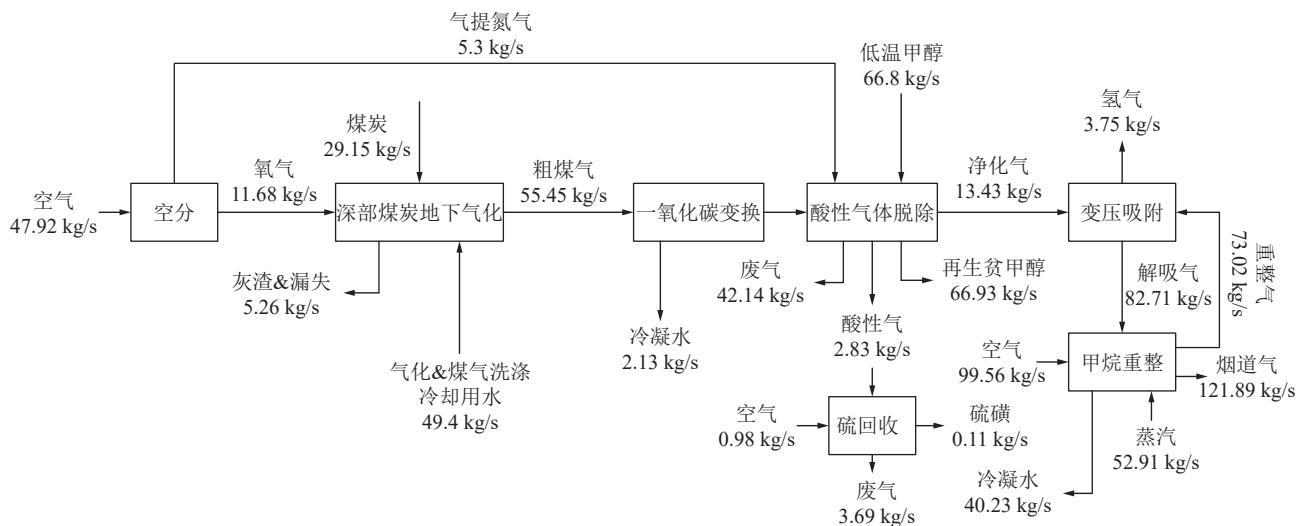 气提氮气
5.3 kg/s
低温甲醇
66.8 kg/s
氢气
3.75 kg/s
煤炭
29.15 kg/s
空气
47.92 kg/s
空分
氧气
11.68 kg/s
深部煤炭地下气化
粗煤气
55.45 kg/s
一氧化碳变换
酸性气体脱除
净化气
13.43 kg/s
变压吸附
重整气
73.02 kg/s
灰渣&漏失
5.26 kg/s
气化&煤气洗涤
冷却用水
49.4 kg/s
冷凝水
2.13 kg/s
废气
42.14 kg/s
酸性气
2.83 kg/s
再生贫甲醇
66.93 kg/s
解吸气
82.71 kg/s
空气
99.56 kg/s
甲烷重整
烟道气
121.89 kg/s
空气
0.98 kg/s
硫回收
硫磺
0.11 kg/s
蒸汽
52.91 kg/s
冷凝水
40.23 kg/s
废气
3.69 kg/s